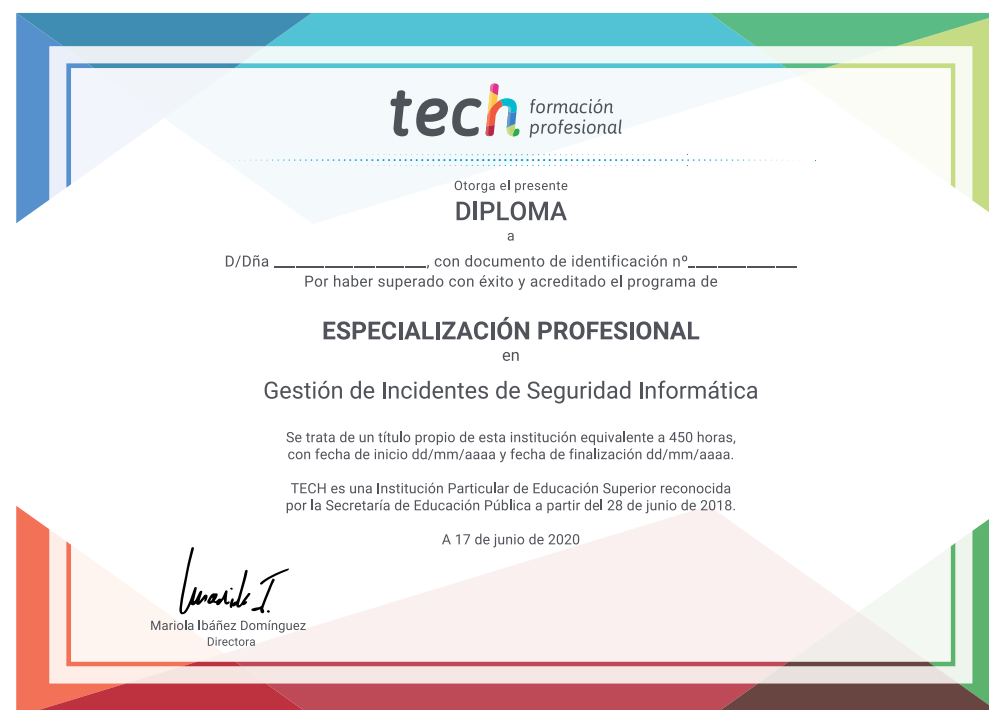 tech formación
profesional
Otorga el presente
DIPLOMA
a
D/Dña ____________________, con documento de identificación nº______________
Por haber superado con éxito y acreditado el programa de
ESPECIALIZACIÓN PROFESIONAL
en
Gestión de Incidentes de Seguridad Informática
Se trata de un título propio de esta institución equivalente a 450 horas,
con fecha de inicio dd/mm/aaaa y fecha de finalización dd/mm/aaaa.
TECH es una Institución Particular de Educación Superior reconocida
por la Secretaría de Educación Pública a partir del 28 de junio de 2018.
A 17 de junio de 2020
Mariola Ibáñez Domínguez
Directora